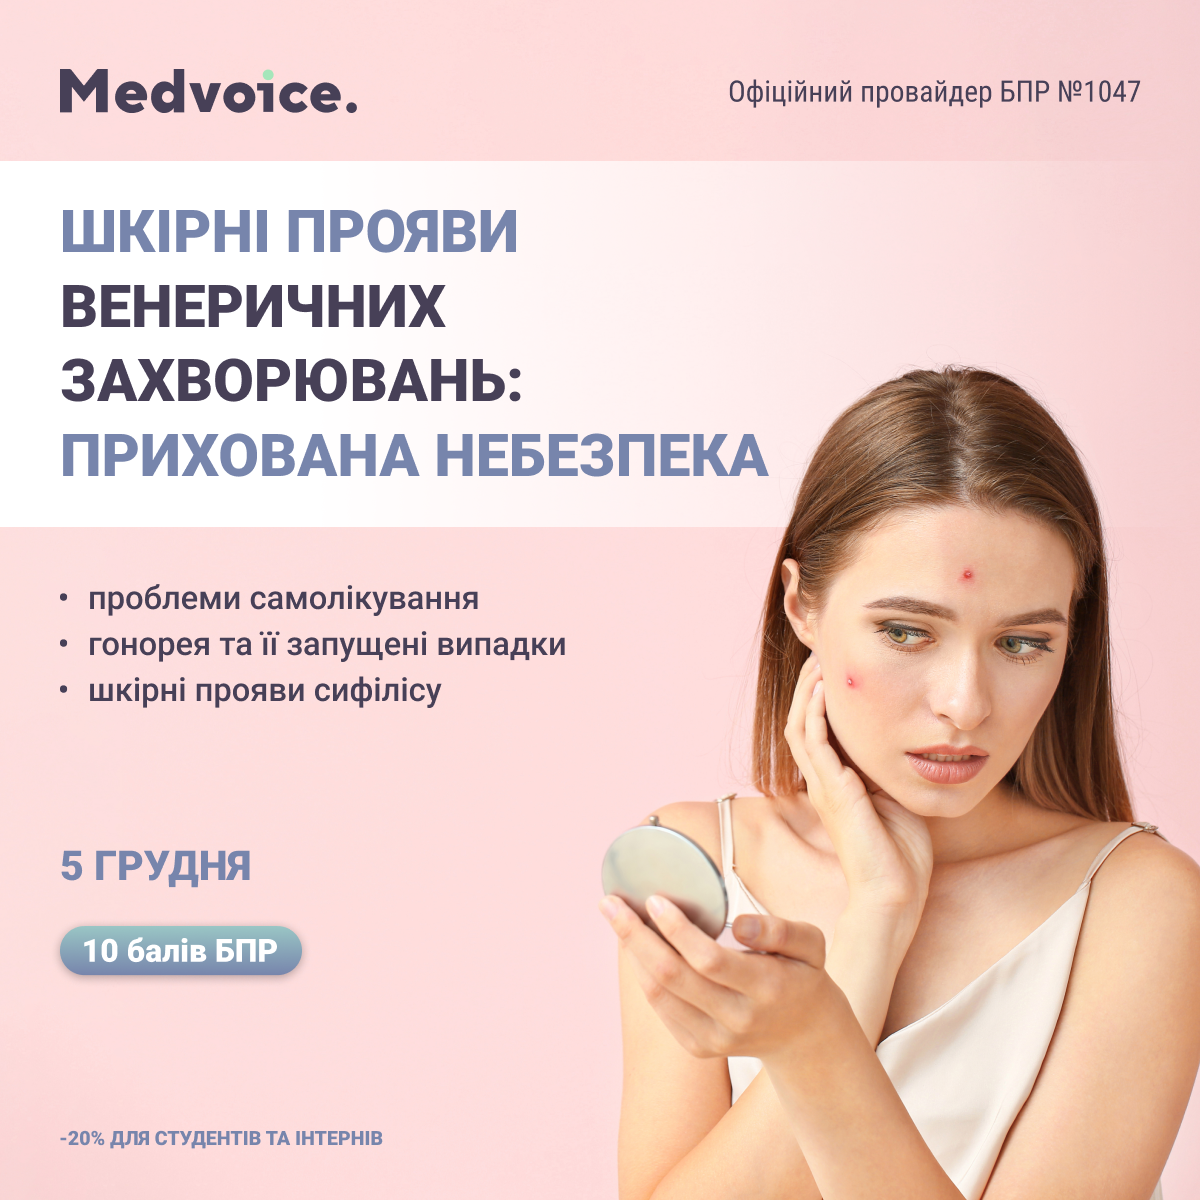 Medvoice.
Офіційний провайдер БПР №1047
ШКІРНІ ПРОЯВИ
ВЕНЕРИЧНИХ
ЗАХВОРЮВАНЬ:
ПРИХОВАНА НЕБЕЗПЕКА
• проблеми самолікування
• гонорея та її запущені випадки
• шкірні прояви сифілісу
5 ГРУДНЯ
10 балів БПР
-20% ДЛЯ СТУДЕНТІВ ТА ІНТЕРНІВ